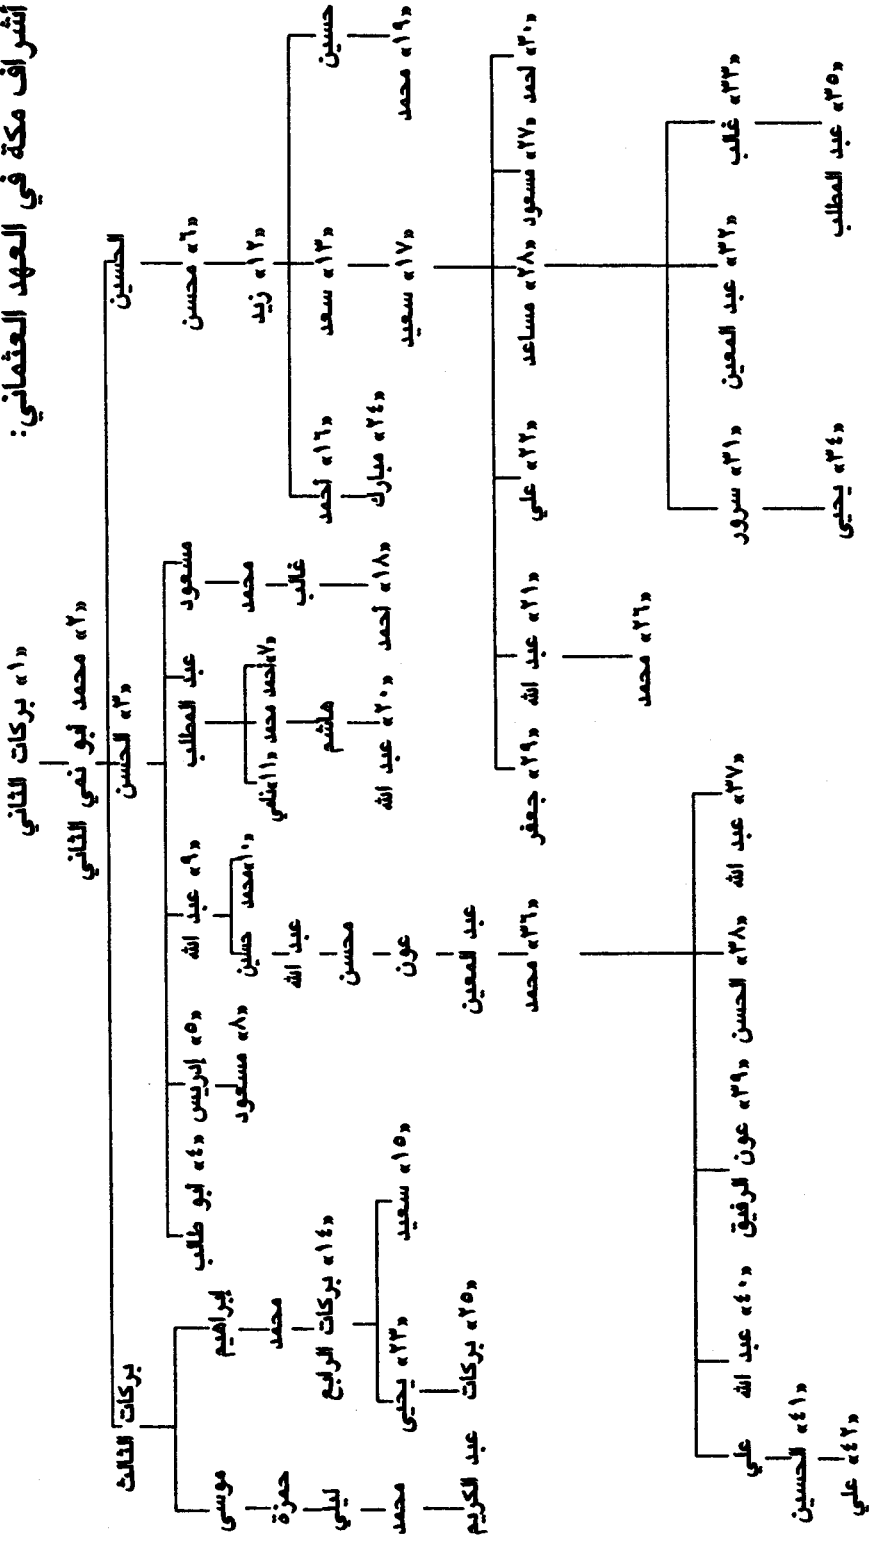 أشراف مكة في العهد العثماني:
«١» بركات الثاني
«٢» محمد أبو نمي الثاني
الحسين
«٣» الحسن
بركات الثالث
«٦» محسن
مسعود
عبد المطلب
«٩» عبد الله
«٥» إدريس
«٤» أبو طالب
إبراهيم
موسى
«١٢» زيد
محمد
«٧» أحمد
محمد
«١١» نامي
«١٠» محمد
حسين
«٨» مسعود
محمد
حمزة
حسين
«١٣» سعد
«١٦» أحمد
غالب
هاشم
عبد الله
«١٤» بركات الرابع
ليلي
«١٩» محمد
«١٧» سعيد
«٢٤» مبارك
«١٨» أحمد
«٢٠» عبد الله
محسن
عون
«١٥» سعيد
«٢٣» يحيى
محمد
عبد المعين
«٢٥» بركات
عبد الكريم
«٣٠» أحمد
«٢٧» مسعود
«٢٨» مساعد
«٢٢» علي
«٢١» عبد الله
«٢٩» جعفر
«٣٦» محمد
«٢٦» محمد
«٣٣» غالب
«٣٢» عبد المعين
«٣١» سرور
«٣٧» عبد الله
«٣٨» الحسن
«٣٩» عون الرفيق
«٤٠» عبد الله
علي
«٣٥» عبد المطلب
«٣٤» يحيى
«٤١» الحسين
«٤٢» علي